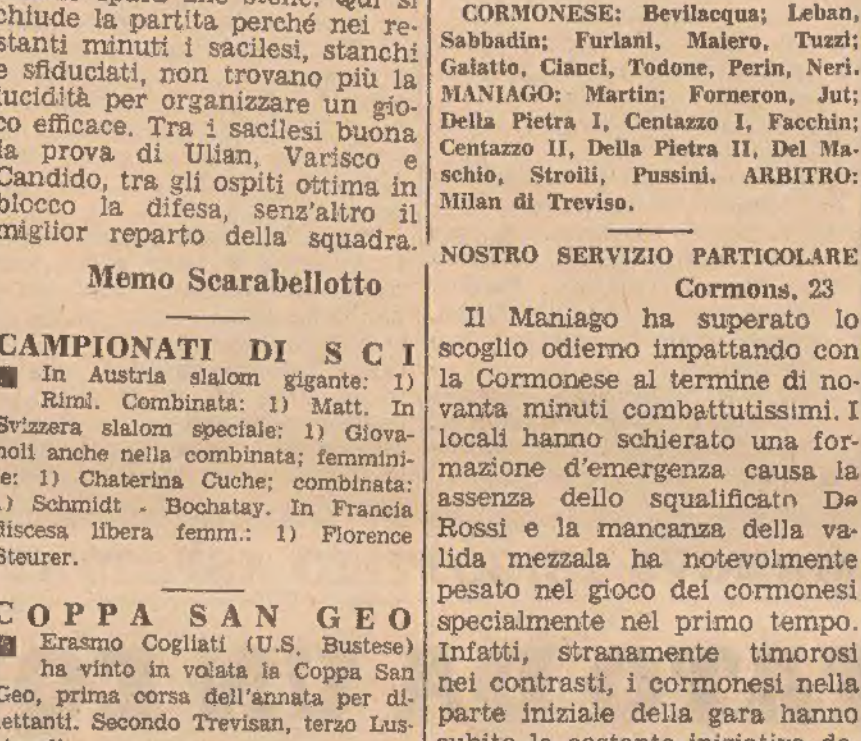 chiude la partita perché nei re-
stanti minuti i sacilesi, stanchi
e sfiduciati, non trovano più la
lucidità per organizzare un gio-
co efficace. Tra i sacilesi buona
la prova di Ulian, Varisco e
Candido, tra gli ospiti ottima in
blocco la difesa, senz'altro il
miglior reparto della squadra.
Memo Scarabellotto
CAMPIONATI DI SCI
In Austria slalom gigante: 1)
Riml. Combinata: 1) Matt. In
Svizzera slalom speciale: 1) Giova-
noli anche nella combinata; femmini-
le: 1) Chaterina Cuche; combinata:
1) Schmidt - Bochatay. In Francia
discesa libera femm.: 1) Florence
Steurer.
COPPA SAN GEO
Erasmo Cogliati (U.S. Bustese)
ha vinto in volata la Coppa San
Geo, prima corsa dell'annata per di-
lettanti. Secondo Trevisan, terzo Lus-
CORMONESE: Bevilacqua; Leban,
Sabbadin; Furlani, Maiero, Tuzzi;
Galatto, Cianci, Todone, Perin, Neri.
MANIAGO: Martin; Forneron, Jut;
Della Pietra I, Centazzo I, Facchin;
Centazzo II, Della Pietra II, Del Ma-
schio, Stroili, Pussini. ARBITRO:
Milan di Treviso.
NOSTRO SERVIZIO PARTICOLARE
Cormons, 23
Il Maniago ha superato lo
scoglio odierno impattando con
la Cormonese al termine di no-
vanta minuti combattutissimi. I
locali hanno schierato una for-
mazione d'emergenza causa la
assenza dello squalificato De
Rossi e la mancanza della va-
lida mezzala ha notevolmente
pesato nel gioco dei cormonesi
specialmente nel primo tempo.
Infatti, stranamente timorosi
nei contrasti, i cormonesi nella
parte iniziale della gara hanno